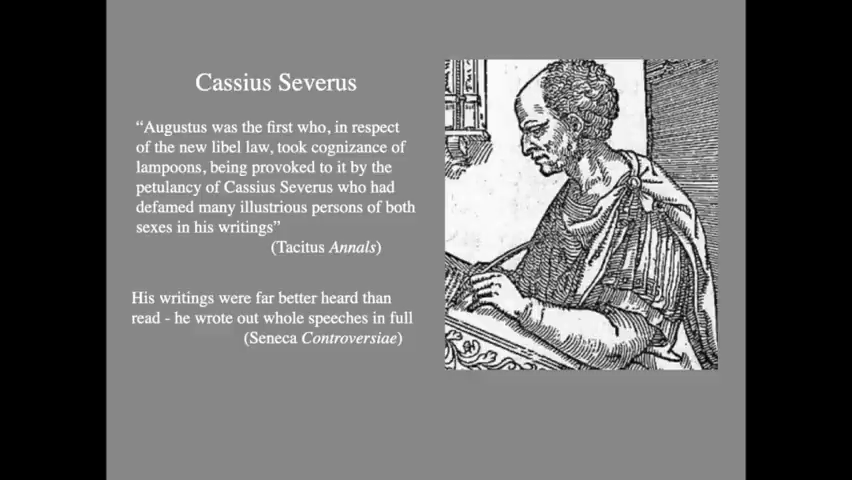 Cassius Severus
“Augustus was the first who, in respect
of the new libel law, took cognizance of
lampoons, being provoked to it by the
petulancy of Cassius Severus who had
defamed many illustrious persons of both
sexes in his writings”
(Tacitus Annals)
His writings were far better heard than
read - he wrote out whole speeches in full
(Seneca Controversiae)